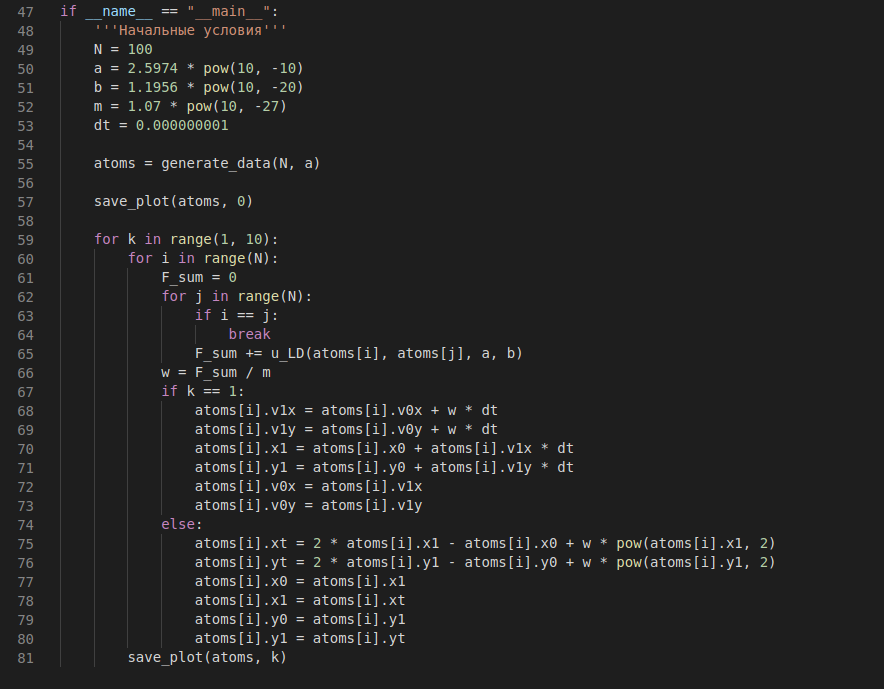 47 if __name__ == "__main__":
48     '''Начальные условия'''
49     N = 100
50     a = 2.5974 * pow(10, -10)
51     b = 1.1956 * pow(10, -20)
52     m = 1.07 * pow(10, -27)
53     dt = 0.000000001
54
55     atoms = generate_data(N, a)
56
57     save_plot(atoms, 0)
58
59     for k in range(1, 10):
60         for i in range(N):
61             F_sum = 0
62             for j in range(N):
63                 if i == j:
64                     break
65                 F_sum += u_LD(atoms[i], atoms[j], a, b)
66             w = F_sum / m
67             if k == 1:
68                 atoms[i].v1x = atoms[i].v0x + w * dt
69                 atoms[i].v1y = atoms[i].v0y + w * dt
70                 atoms[i].x1 = atoms[i].x0 + atoms[i].v1x * dt
71                 atoms[i].y1 = atoms[i].y0 + atoms[i].v1y * dt
72                 atoms[i].v0x = atoms[i].v1x
73                 atoms[i].v0y = atoms[i].v1y
74             else:
75                 atoms[i].xt = 2 * atoms[i].x1 - atoms[i].x0 + w * pow(atoms[i].x1, 2)
76                 atoms[i].yt = 2 * atoms[i].y1 - atoms[i].y0 + w * pow(atoms[i].y1, 2)
77                 atoms[i].x0 = atoms[i].x1
78                 atoms[i].x1 = atoms[i].xt
79                 atoms[i].y0 = atoms[i].y1
80                 atoms[i].y1 = atoms[i].yt
81         save_plot(atoms, k)